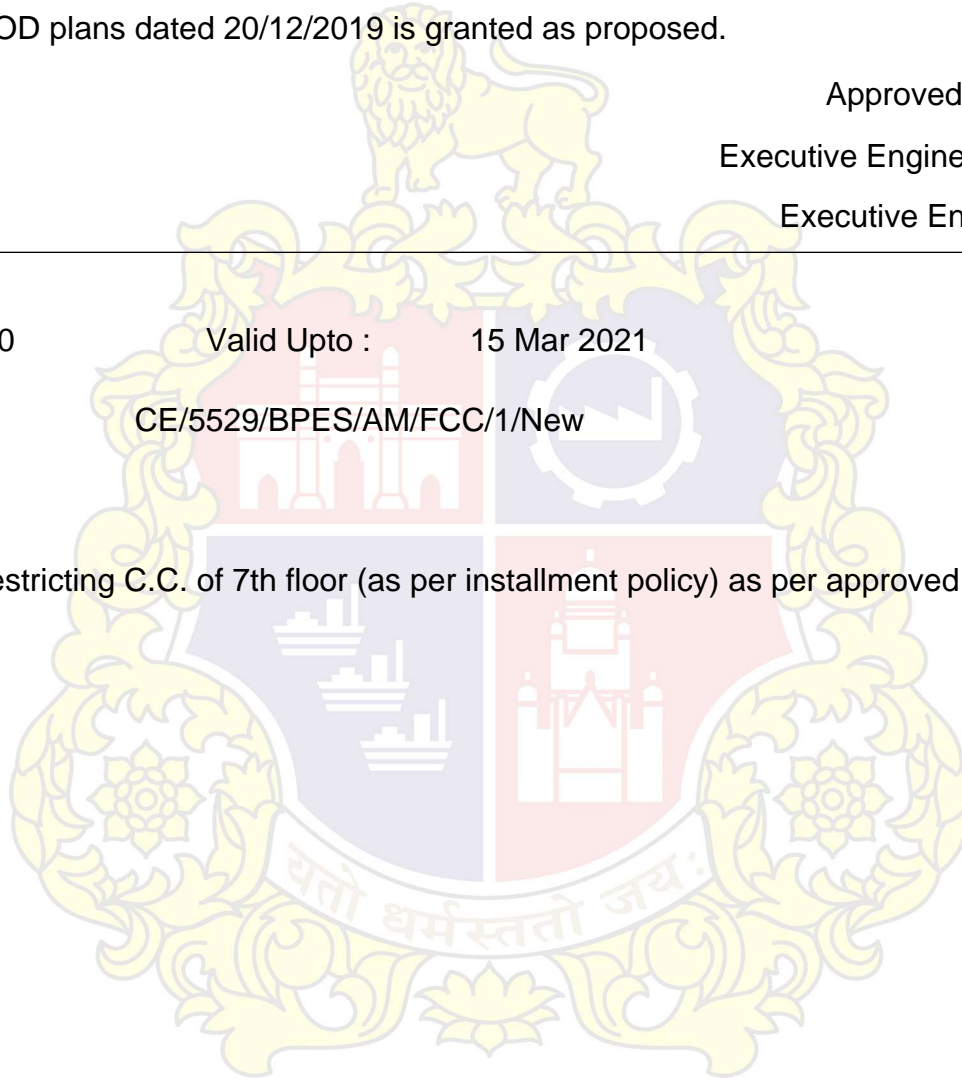 OD plans dated 20/12/2019 is granted as proposed.
Approved
Executive Engine
Executive En
0 Valid Upto : 15 Mar 2021
CE/5529/BPES/AM/FCC/1/New
estricting C.C. of 7th floor (as per installment policy) as per approved
यतो धर्मस्ततो जय: